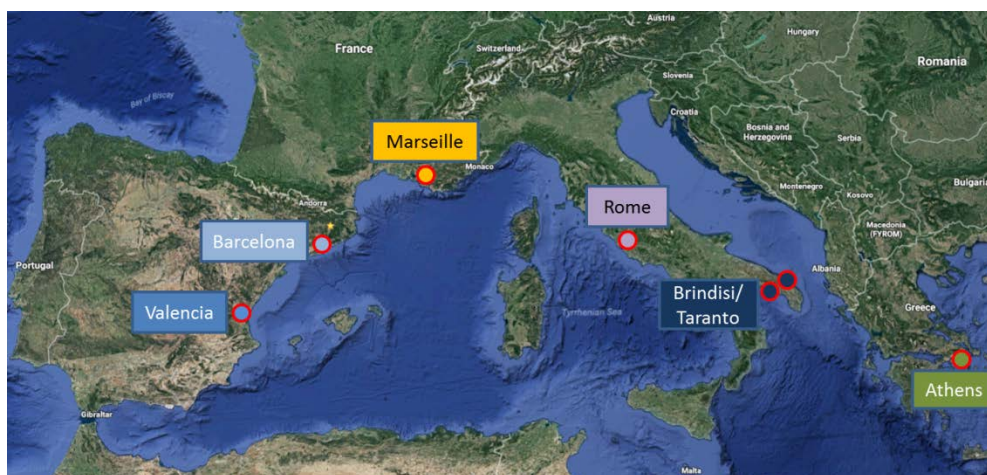 Austria
Hungary
France
Switzerland
Romania
Slovenia
Croatia
Bay of Biscay
Marseille
Monaco
Bosnia and
Herzegovina
Serbia
Andorra
Montenegro
Kosovo
Bulgaria
Rome
Macedonia
(FYROM)
Barcelona
Portugal
Albania
Brindisi/
Taranto
Valencia
Tyrrhenian Sea
Greece
Athens
Gibraltar
Malta